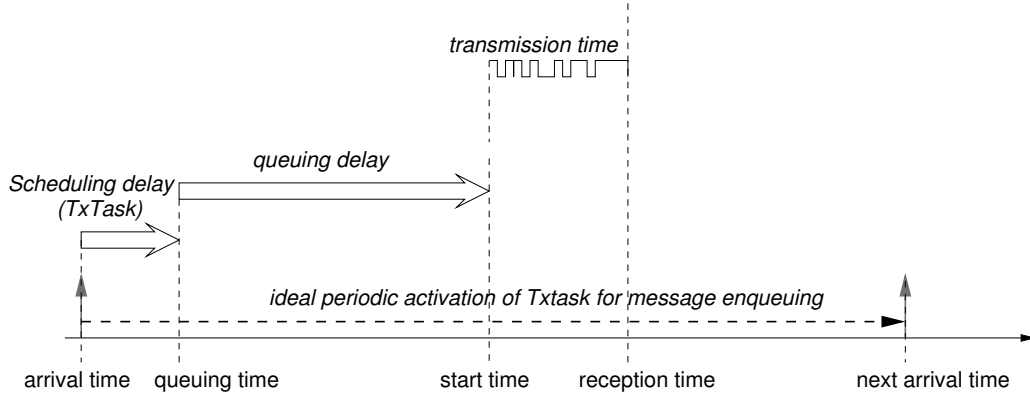 transmission time
queuing delay
Scheduling delay
(TxTask)
ideal periodic activation of Txtask for message enqueuing
arrival time
queuing time
start time
reception time
next arrival time